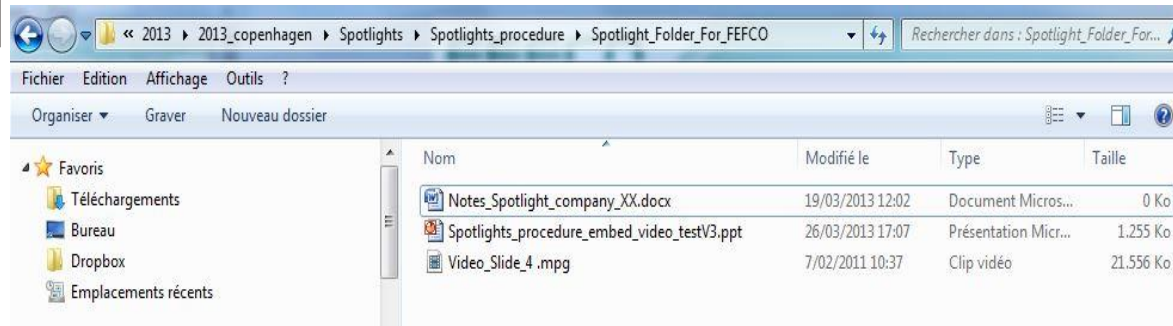 « 2013 ▸ 2013_copenhagen ▸ Spotlights ▸ Spotlights_procedure ▸ Spotlight_Folder_For_FEFCO Rechercher dans : Spotlight_Folder_For...
Fichier Edition Affichage Outils ?
Organiser ▾ Graver Nouveau dossier
Favoris
Téléchargements
Bureau
Dropbox
Emplacements récents
Nom Modifié le Type Taille
Notes_Spotlight_company_XX.docx 19/03/2013 12:02 Document Micros... 0 Ko
Spotlights_procedure_embed_video_testV3.ppt 26/03/2013 17:07 Présentation Micr... 1.255 Ko
Video_Slide_4 .mpg 7/02/2011 10:37 Clip vidéo 21.556 Ko